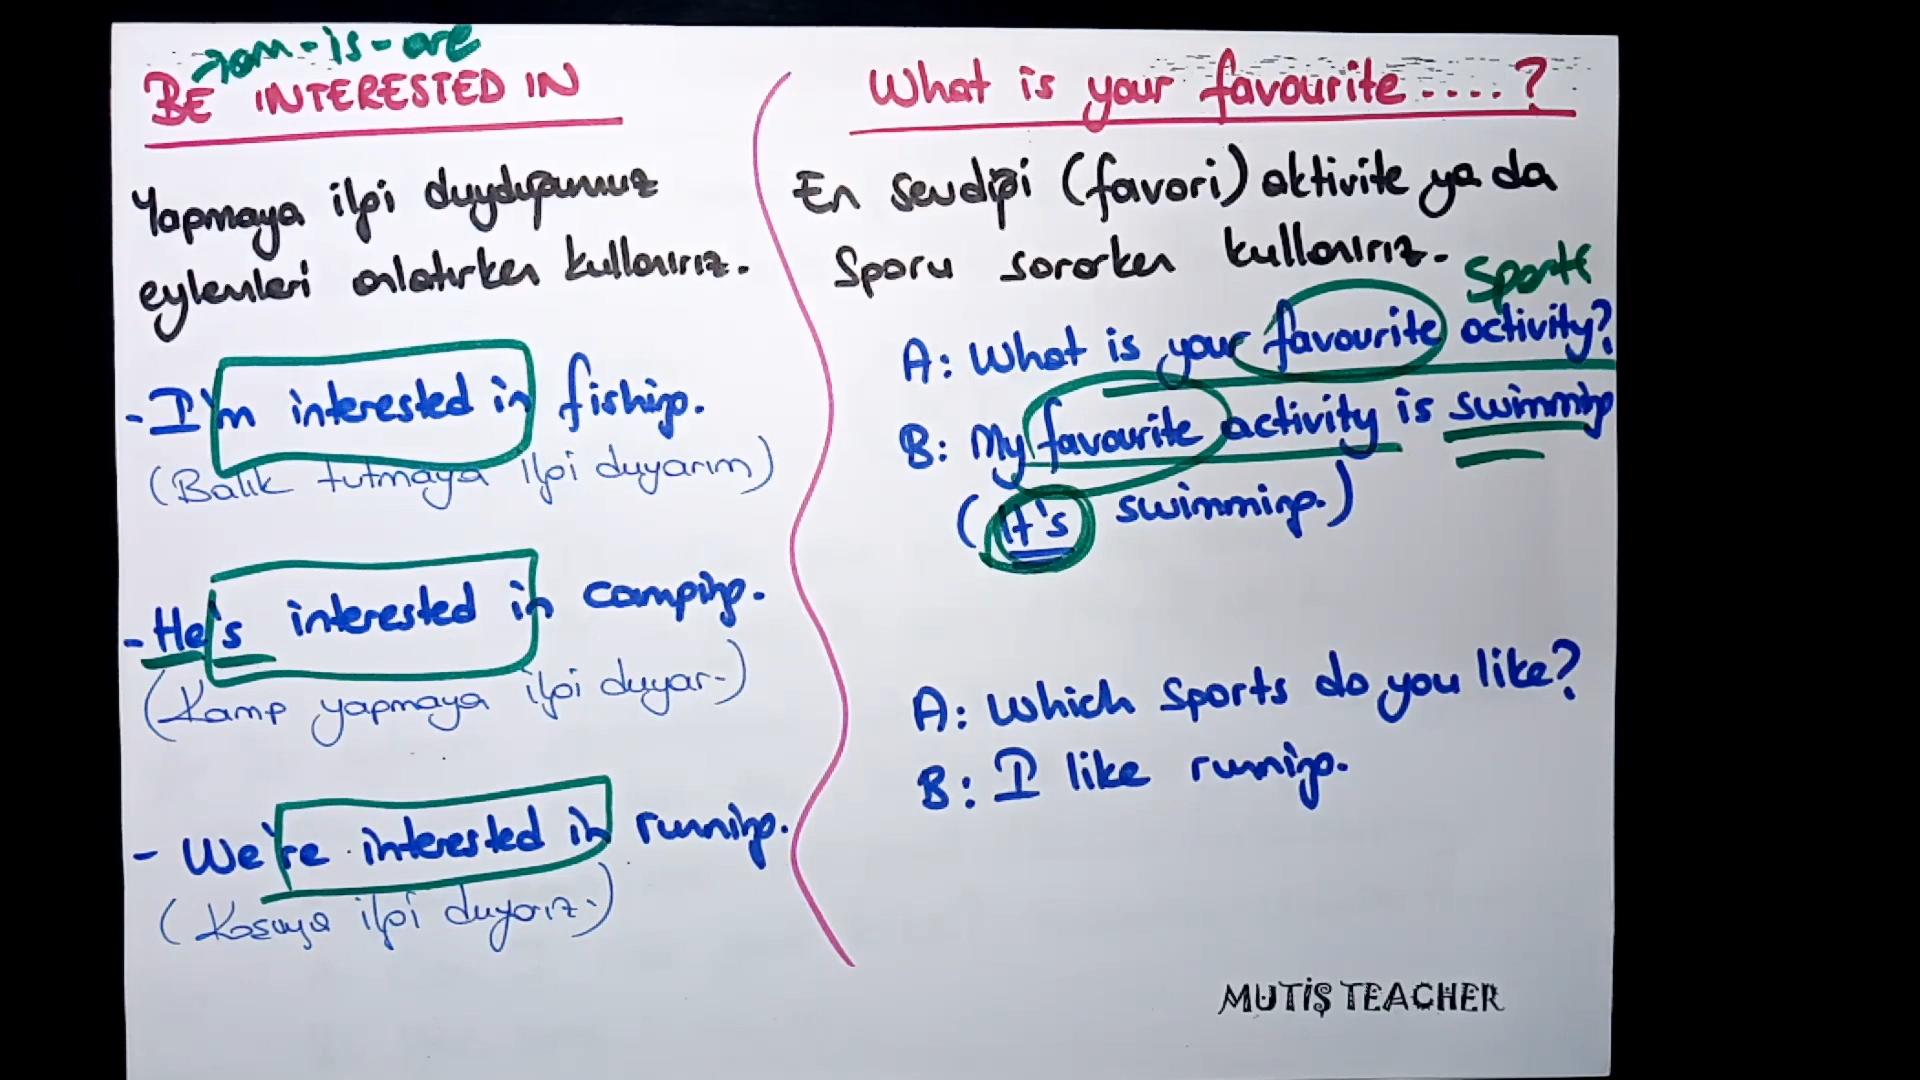 am - is - are
BE INTERESTED IN
Yapmaya ilgi duyduğumuz
eylemleri anlatırken kullanırız.
- I'm interested in fishing.
(Balık tutmaya ilgi duyarım)
- He's interested in camping.
(Kamp yapmaya ilgi duyar.)
- We're interested in running.
(Koşuya ilgi duyarız.)
What is your favourite ....?
En sevdiği (favori) aktivite ya da
Sporu sorarken kullanırız.
Sports
A: What is your favourite activity?
B: My favourite activity is swimming
(It's swimming.)
A: Which sports do you like?
B: I like running.
MUTİŞ TEACHER